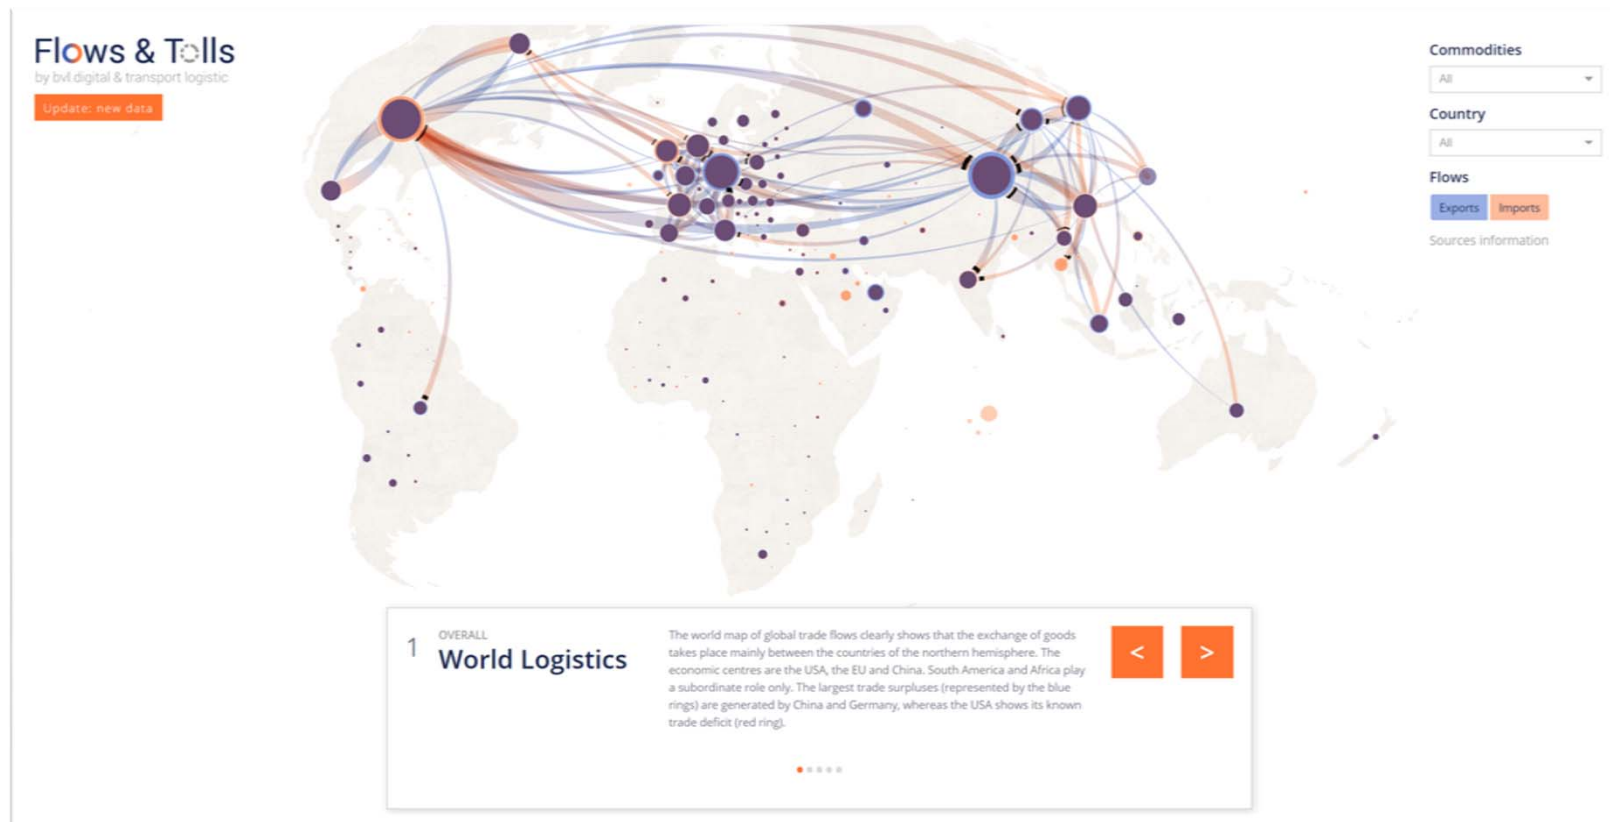 Flows & Tolls
by bvl.digital & transport logistic
Update: new data
Commodities
All
Country
All
Flows
Exports Imports
Sources information
1
OVERALL
World Logistics
The world map of global trade flows clearly shows that the exchange of goods
takes place mainly between the countries of the northern hemisphere. The
economic centres are the USA, the EU and China. South America and Africa play
a subordinate role only. The largest trade surpluses (represented by the blue
rings) are generated by China and Germany, whereas the USA shows its known
trade deficit (red ring).
< >